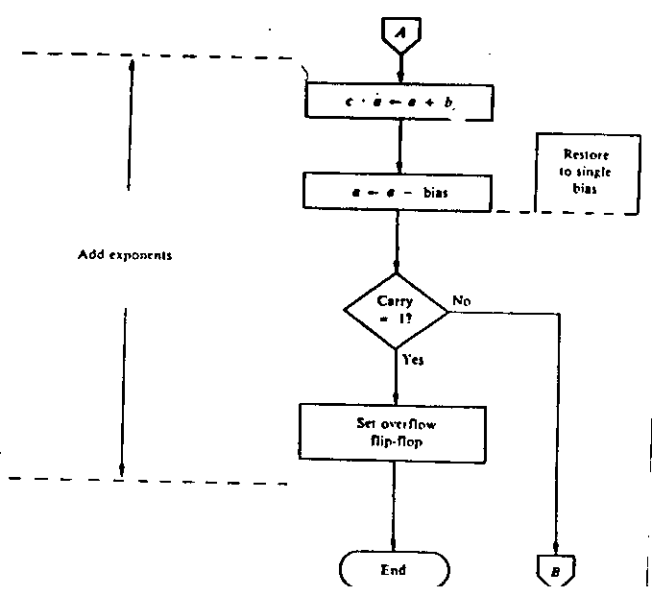 A
c · a ← a + b
Restore
to single
bias
a ← a − bias
Add exponents
Carry
= 1?
No
Yes
Set overflow
flip-flop
End
B